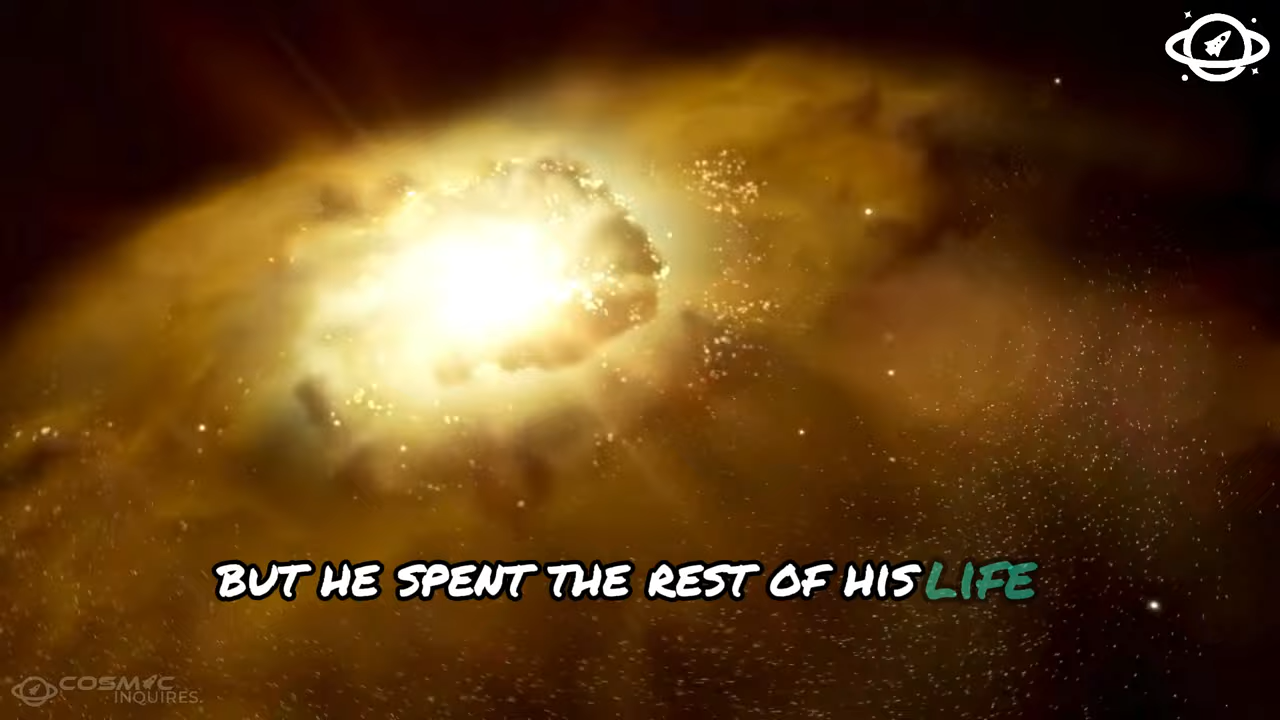 BUT HE SPENT THE REST OF HIS LIFE
COSMIC
INQUIRES